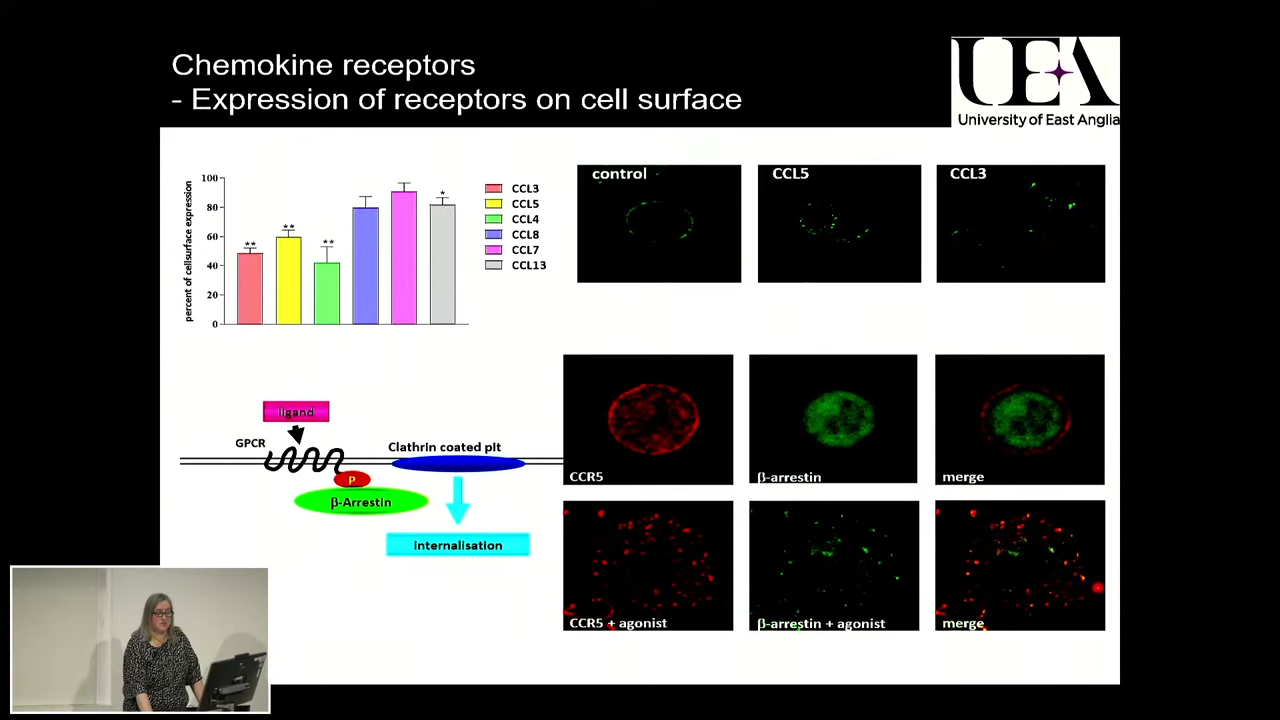 Chemokine receptors
- Expression of receptors on cell surface
UEA
University of East Anglia
percent of cellsurface expression
100
80
60
40
20
0
**
**
**
*
CCL3
CCL5
CCL4
CCL8
CCL7
CCL13
control
CCL5
CCL3
ligand
GPCR
Clathrin coated pit
P
β-Arrestin
internalisation
CCR5
β-arrestin
merge
CCR5 + agonist
β-arrestin + agonist
merge